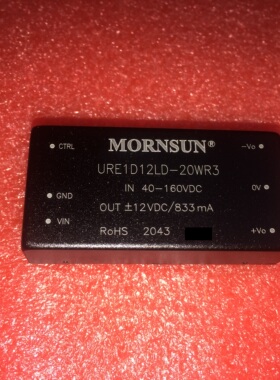 MORNSUN®
CTRL
-Vo
URE1D12LD-20WR3
IN 40-160VDC
0V
GND
OUT ±12VDC/833mA
VIN
RoHS 2043
+Vo